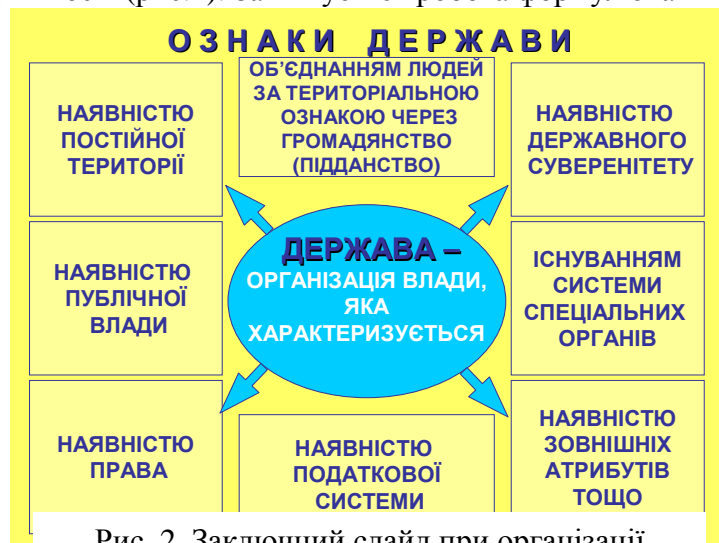 ОЗНАКИ ДЕРЖАВИ
НАЯВНІСТЮ
ПОСТІЙНОЇ
ТЕРИТОРІЇ
ОБ’ЄДНАННЯМ ЛЮДЕЙ
ЗА ТЕРИТОРІАЛЬНОЮ
ОЗНАКОЮ ЧЕРЕЗ
ГРОМАДЯНСТВО
(ПІДДАНСТВО)
НАЯВНІСТЮ
ДЕРЖАВНОГО
СУВЕРЕНІТЕТУ
НАЯВНІСТЮ
ПУБЛІЧНОЇ
ВЛАДИ
ДЕРЖАВА –
ОРГАНІЗАЦІЯ ВЛАДИ,
ЯКА
ХАРАКТЕРИЗУЄТЬСЯ
ІСНУВАННЯМ
СИСТЕМИ
СПЕЦІАЛЬНИХ
ОРГАНІВ
НАЯВНІСТЮ
ПРАВА
НАЯВНІСТЮ
ПОДАТКОВОЇ
СИСТЕМИ
НАЯВНІСТЮ
ЗОВНІШНІХ
АТРИБУТІВ
ТОЩО
Рис. 2. Заключний слайд при організації